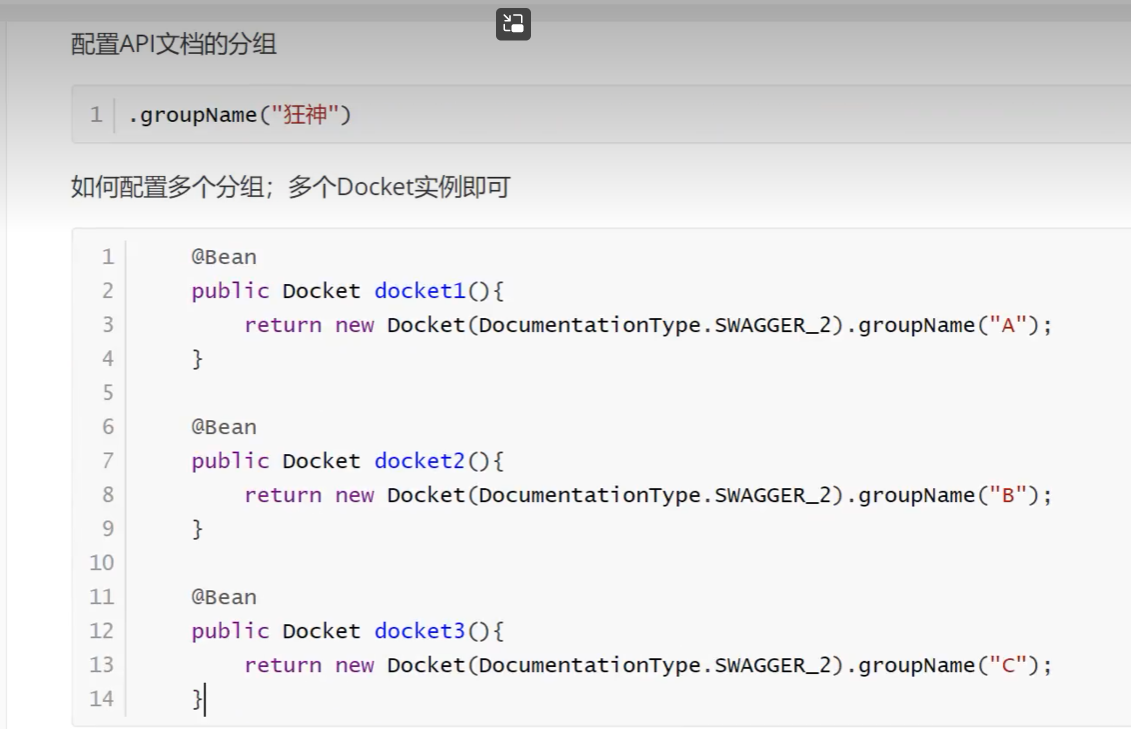 配置API文档的分组
1 .groupName("狂神")
如何配置多个分组；多个Docket实例即可
1 @Bean
2 public Docket docket1(){
3 return new Docket(DocumentationType.SWAGGER_2).groupName("A");
4 }
5
6 @Bean
7 public Docket docket2(){
8 return new Docket(DocumentationType.SWAGGER_2).groupName("B");
9 }
10
11 @Bean
12 public Docket docket3(){
13 return new Docket(DocumentationType.SWAGGER_2).groupName("C");
14 }